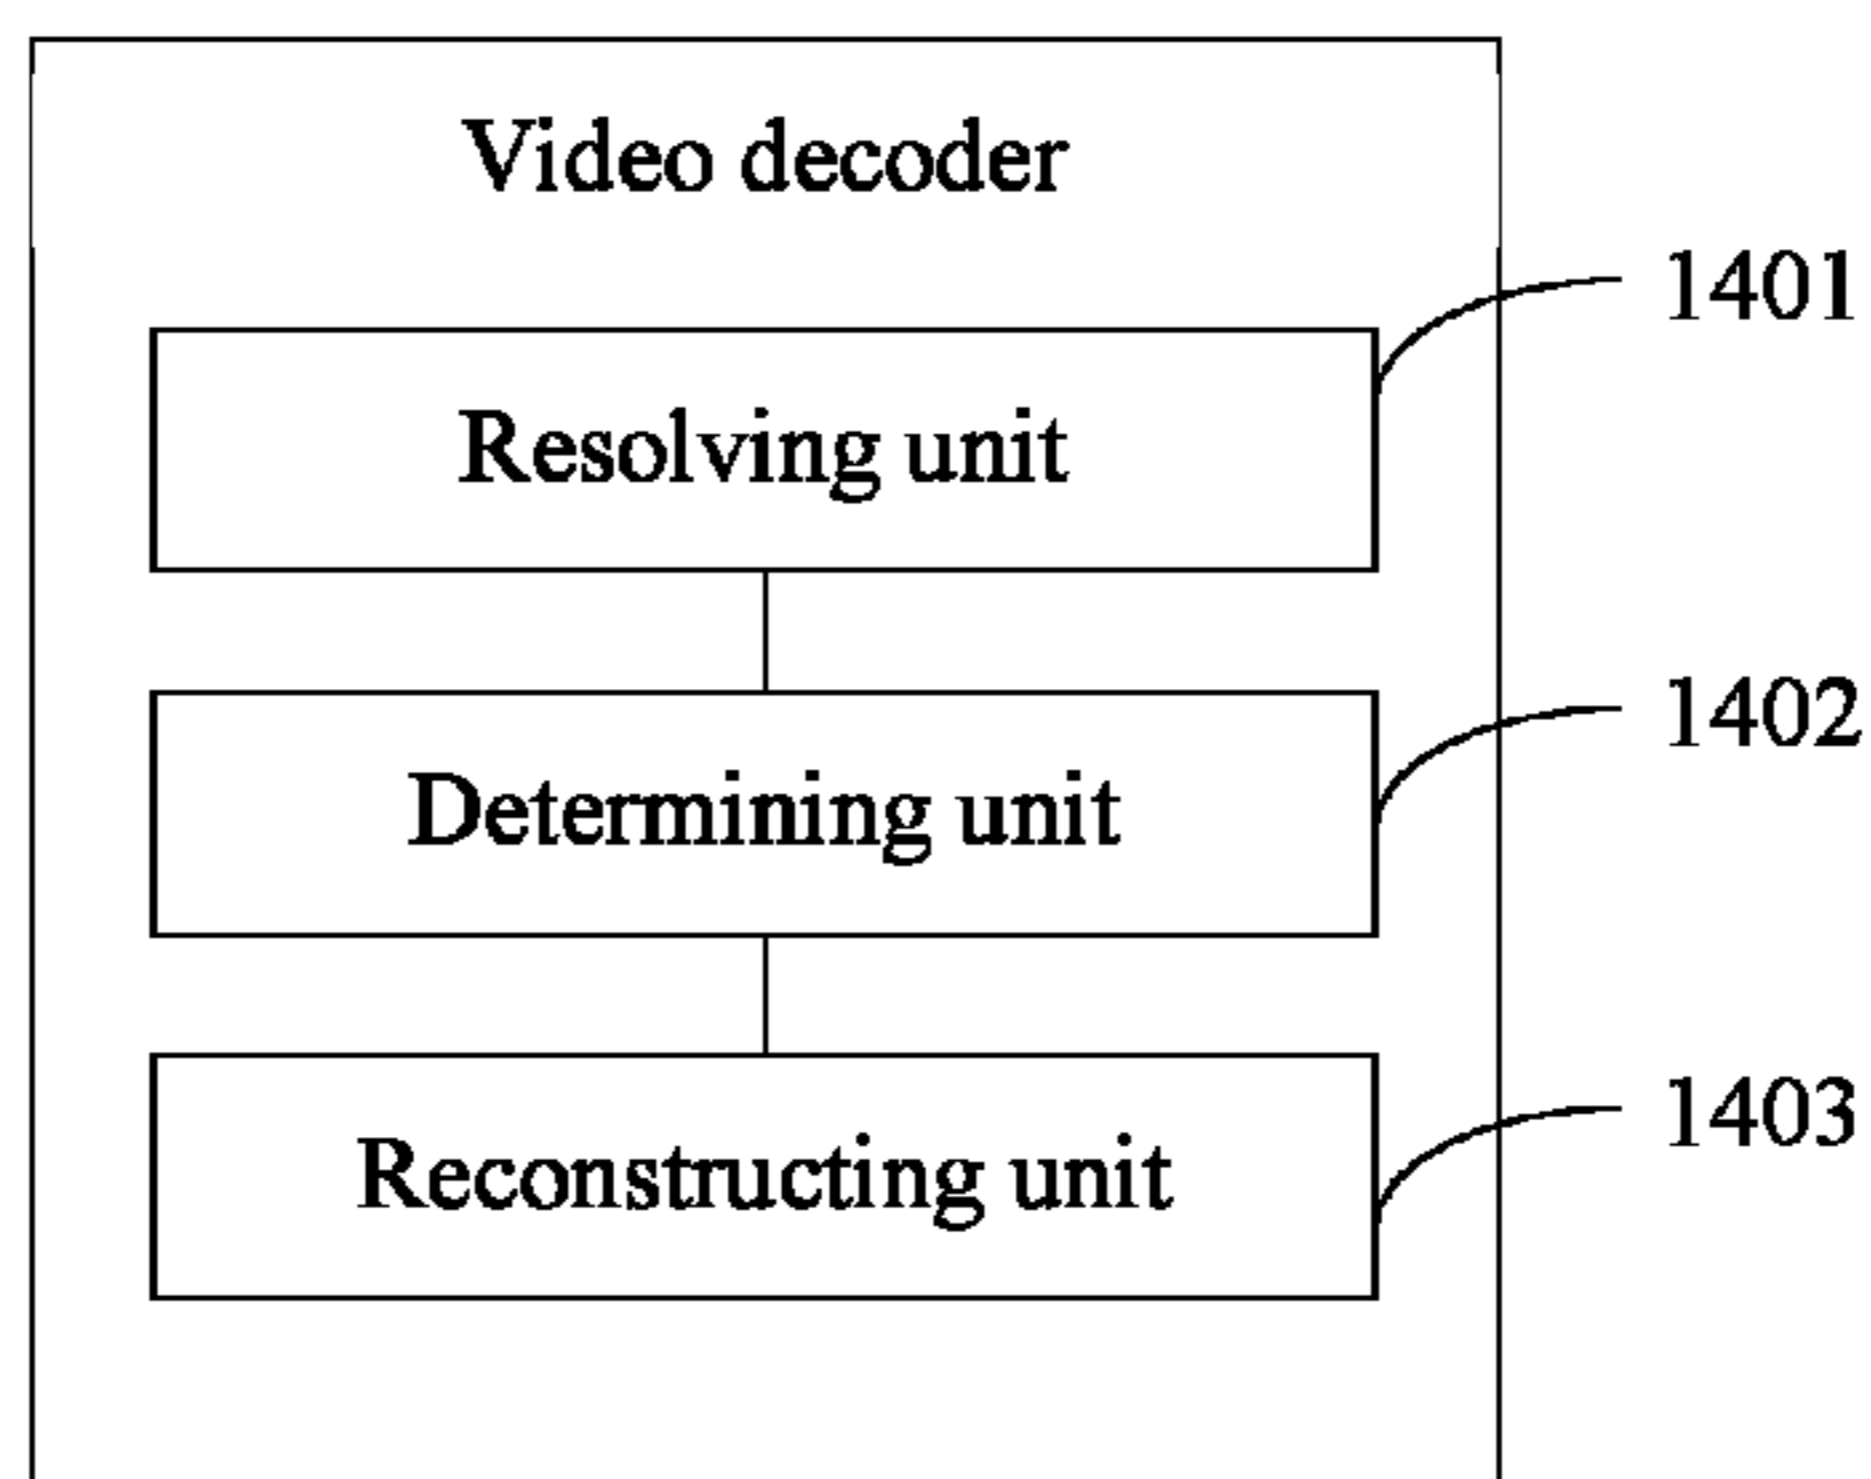 Video decoder
1401
Resolving unit
1402
Determining unit
1403
Reconstructing unit